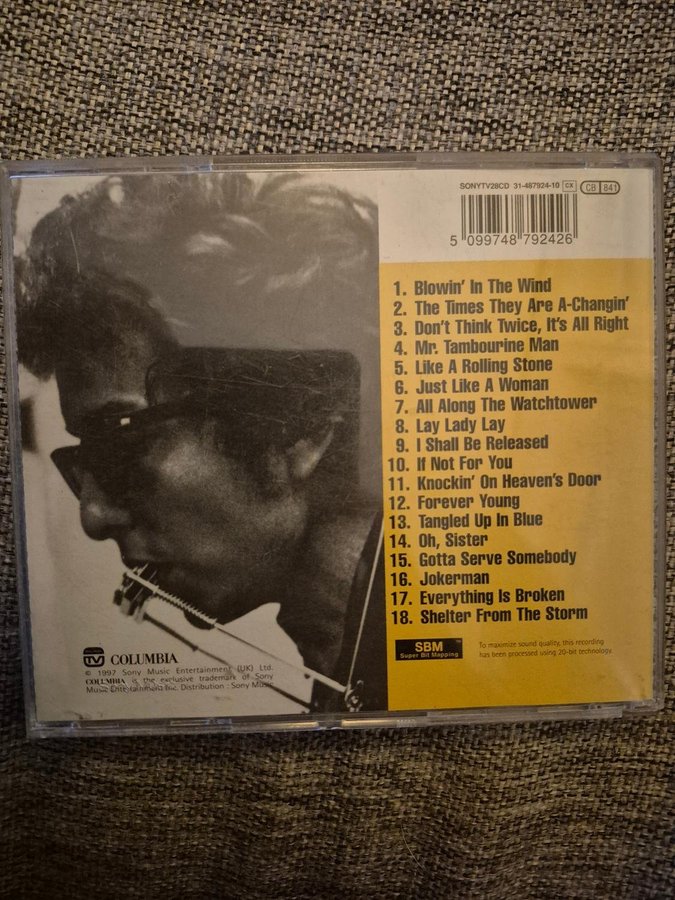 SONYTV28CD 31-487924-10 CX CB 841
5 099748 792426
1. Blowin' In The Wind
2. The Times They Are A-Changin'
3. Don't Think Twice, It's All Right
4. Mr. Tambourine Man
5. Like A Rolling Stone
6. Just Like A Woman
7. All Along The Watchtower
8. Lay Lady Lay
9. I Shall Be Released
10. If Not For You
11. Knockin' On Heaven's Door
12. Forever Young
13. Tangled Up In Blue
14. Oh, Sister
15. Gotta Serve Somebody
16. Jokerman
17. Everything Is Broken
18. Shelter From The Storm
SBM
Super Bit Mapping
To maximize sound quality, this recording
has been processed using 20-bit technology.
TV COLUMBIA
© 1997 Sony Music Entertainment (UK) Ltd.
COLUMBIA is the exclusive trademark of Sony
Music Entertainment Inc. Distribution : Sony Music